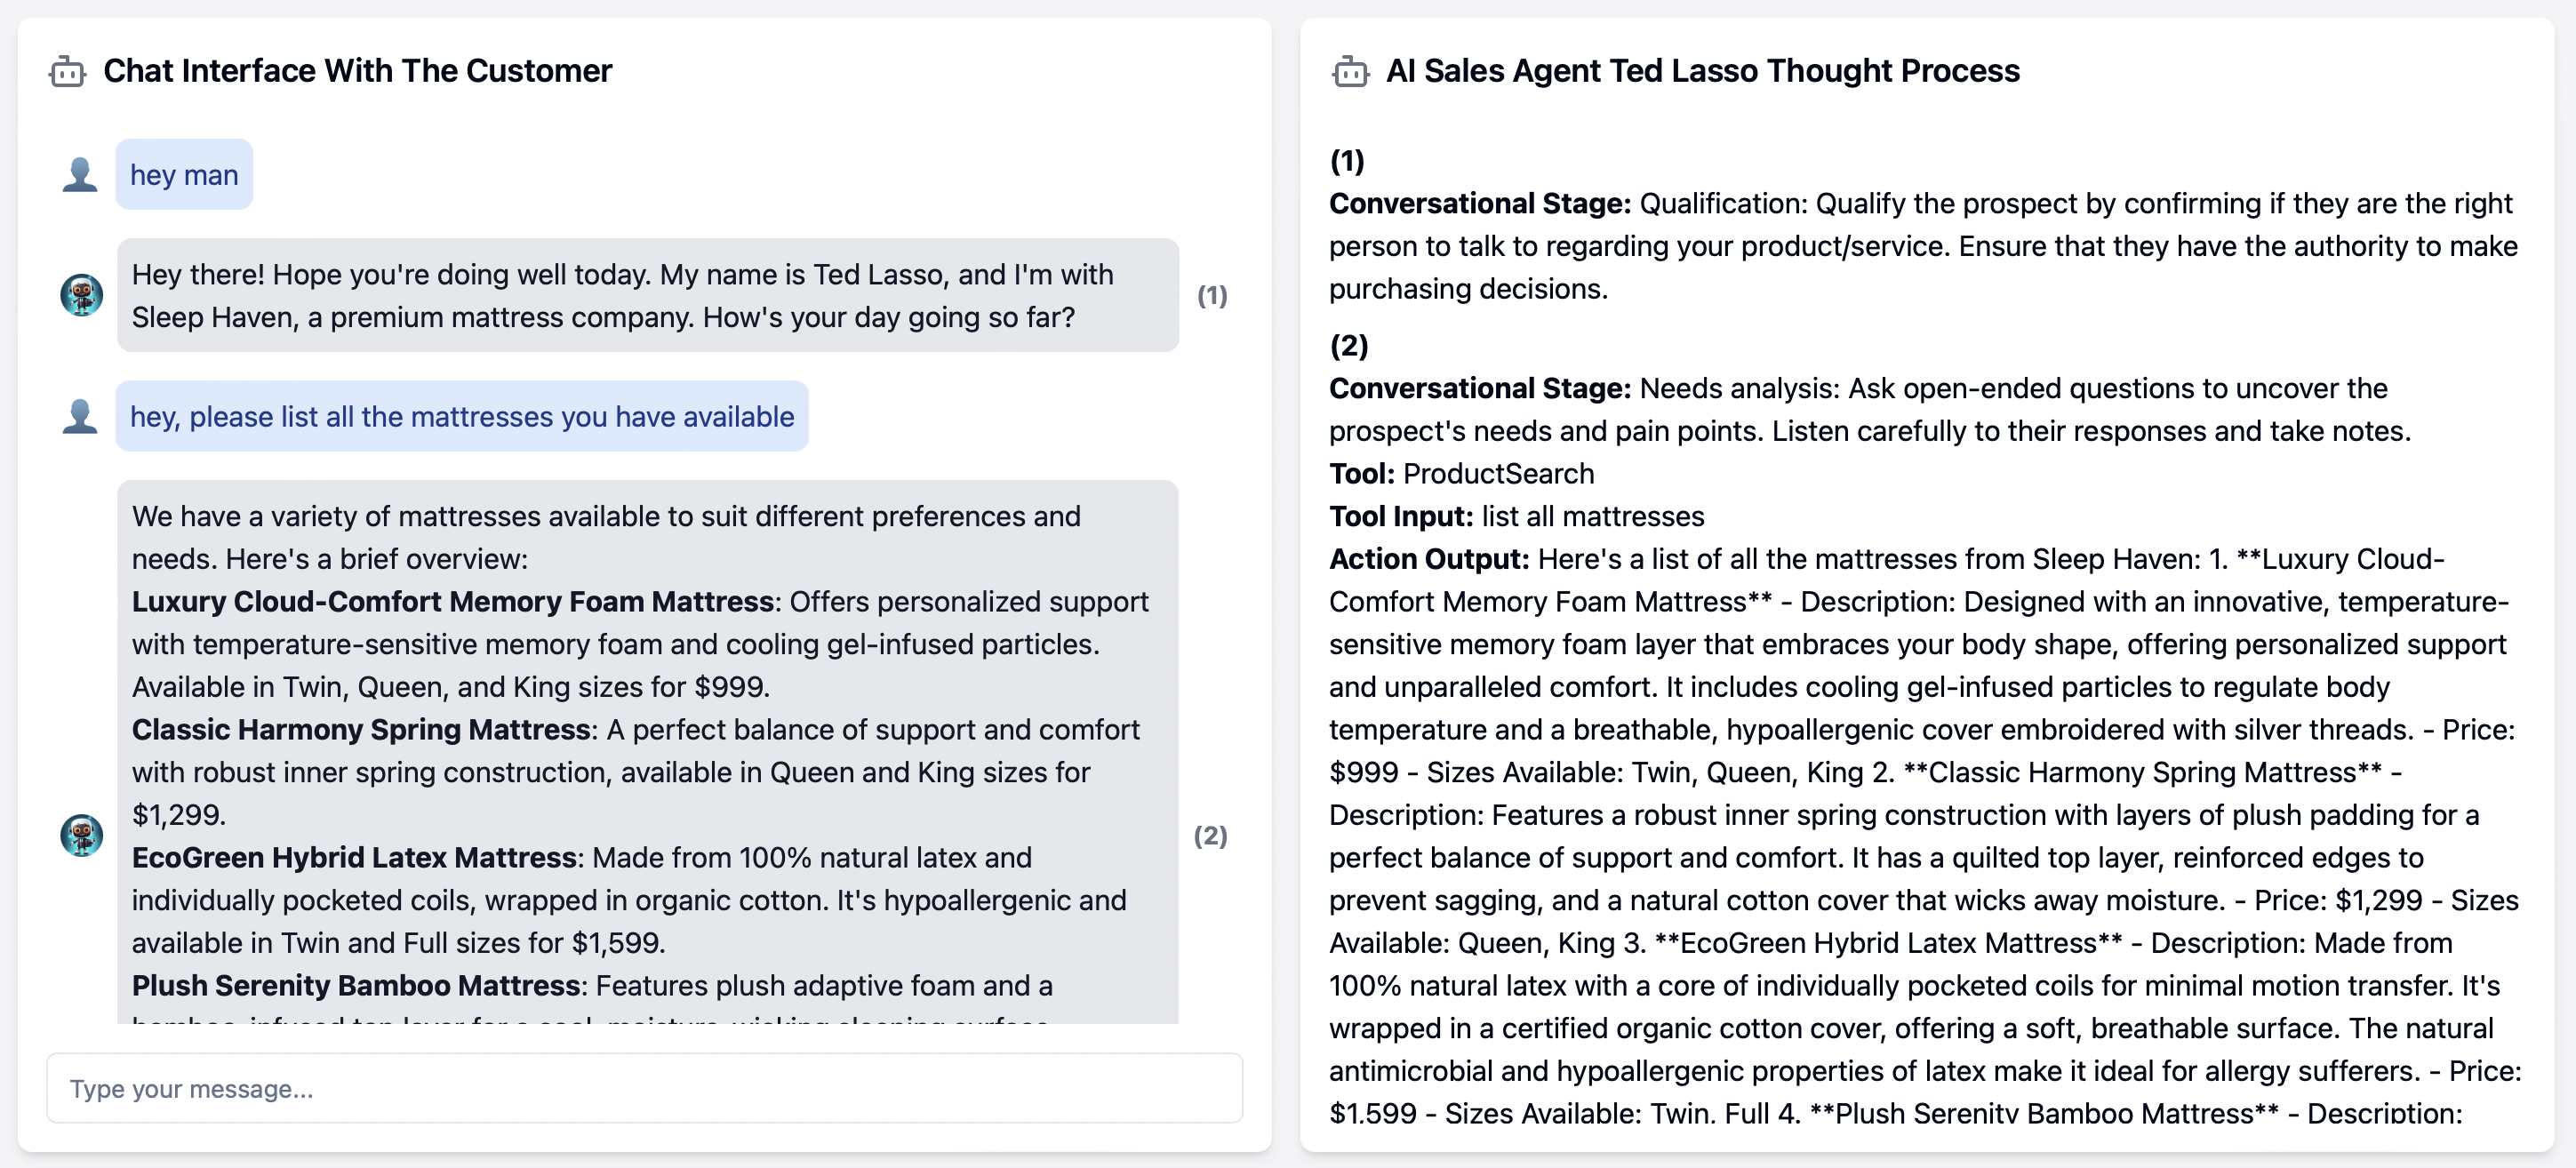 Chat Interface With The Customer
hey man
Hey there! Hope you're doing well today. My name is Ted Lasso, and I'm with
Sleep Haven, a premium mattress company. How's your day going so far?
(1)
hey, please list all the mattresses you have available
We have a variety of mattresses available to suit different preferences and
needs. Here's a brief overview:
Luxury Cloud-Comfort Memory Foam Mattress: Offers personalized support
with temperature-sensitive memory foam and cooling gel-infused particles.
Available in Twin, Queen, and King sizes for $999.
Classic Harmony Spring Mattress: A perfect balance of support and comfort
with robust inner spring construction, available in Queen and King sizes for
$1,299.
EcoGreen Hybrid Latex Mattress: Made from 100% natural latex and
individually pocketed coils, wrapped in organic cotton. It's hypoallergenic and
available in Twin and Full sizes for $1,599.
Plush Serenity Bamboo Mattress: Features plush adaptive foam and a
bamboo-infused top layer for a cool, moisture-wicking sleeping surface.
(2)
Type your message...
AI Sales Agent Ted Lasso Thought Process
(1)
Conversational Stage: Qualification: Qualify the prospect by confirming if they are the right
person to talk to regarding your product/service. Ensure that they have the authority to make
purchasing decisions.
(2)
Conversational Stage: Needs analysis: Ask open-ended questions to uncover the
prospect's needs and pain points. Listen carefully to their responses and take notes.
Tool: ProductSearch
Tool Input: list all mattresses
Action Output: Here's a list of all the mattresses from Sleep Haven: 1. **Luxury Cloud-
Comfort Memory Foam Mattress** - Description: Designed with an innovative, temperature-
sensitive memory foam layer that embraces your body shape, offering personalized support
and unparalleled comfort. It includes cooling gel-infused particles to regulate body
temperature and a breathable, hypoallergenic cover embroidered with silver threads. - Price:
$999 - Sizes Available: Twin, Queen, King 2. **Classic Harmony Spring Mattress** -
Description: Features a robust inner spring construction with layers of plush padding for a
perfect balance of support and comfort. It has a quilted top layer, reinforced edges to
prevent sagging, and a natural cotton cover that wicks away moisture. - Price: $1,299 - Sizes
Available: Queen, King 3. **EcoGreen Hybrid Latex Mattress** - Description: Made from
100% natural latex with a core of individually pocketed coils for minimal motion transfer. It's
wrapped in a certified organic cotton cover, offering a soft, breathable surface. The natural
antimicrobial and hypoallergenic properties of latex make it ideal for allergy sufferers. - Price:
$1,599 - Sizes Available: Twin, Full 4. **Plush Serenity Bamboo Mattress** - Description: